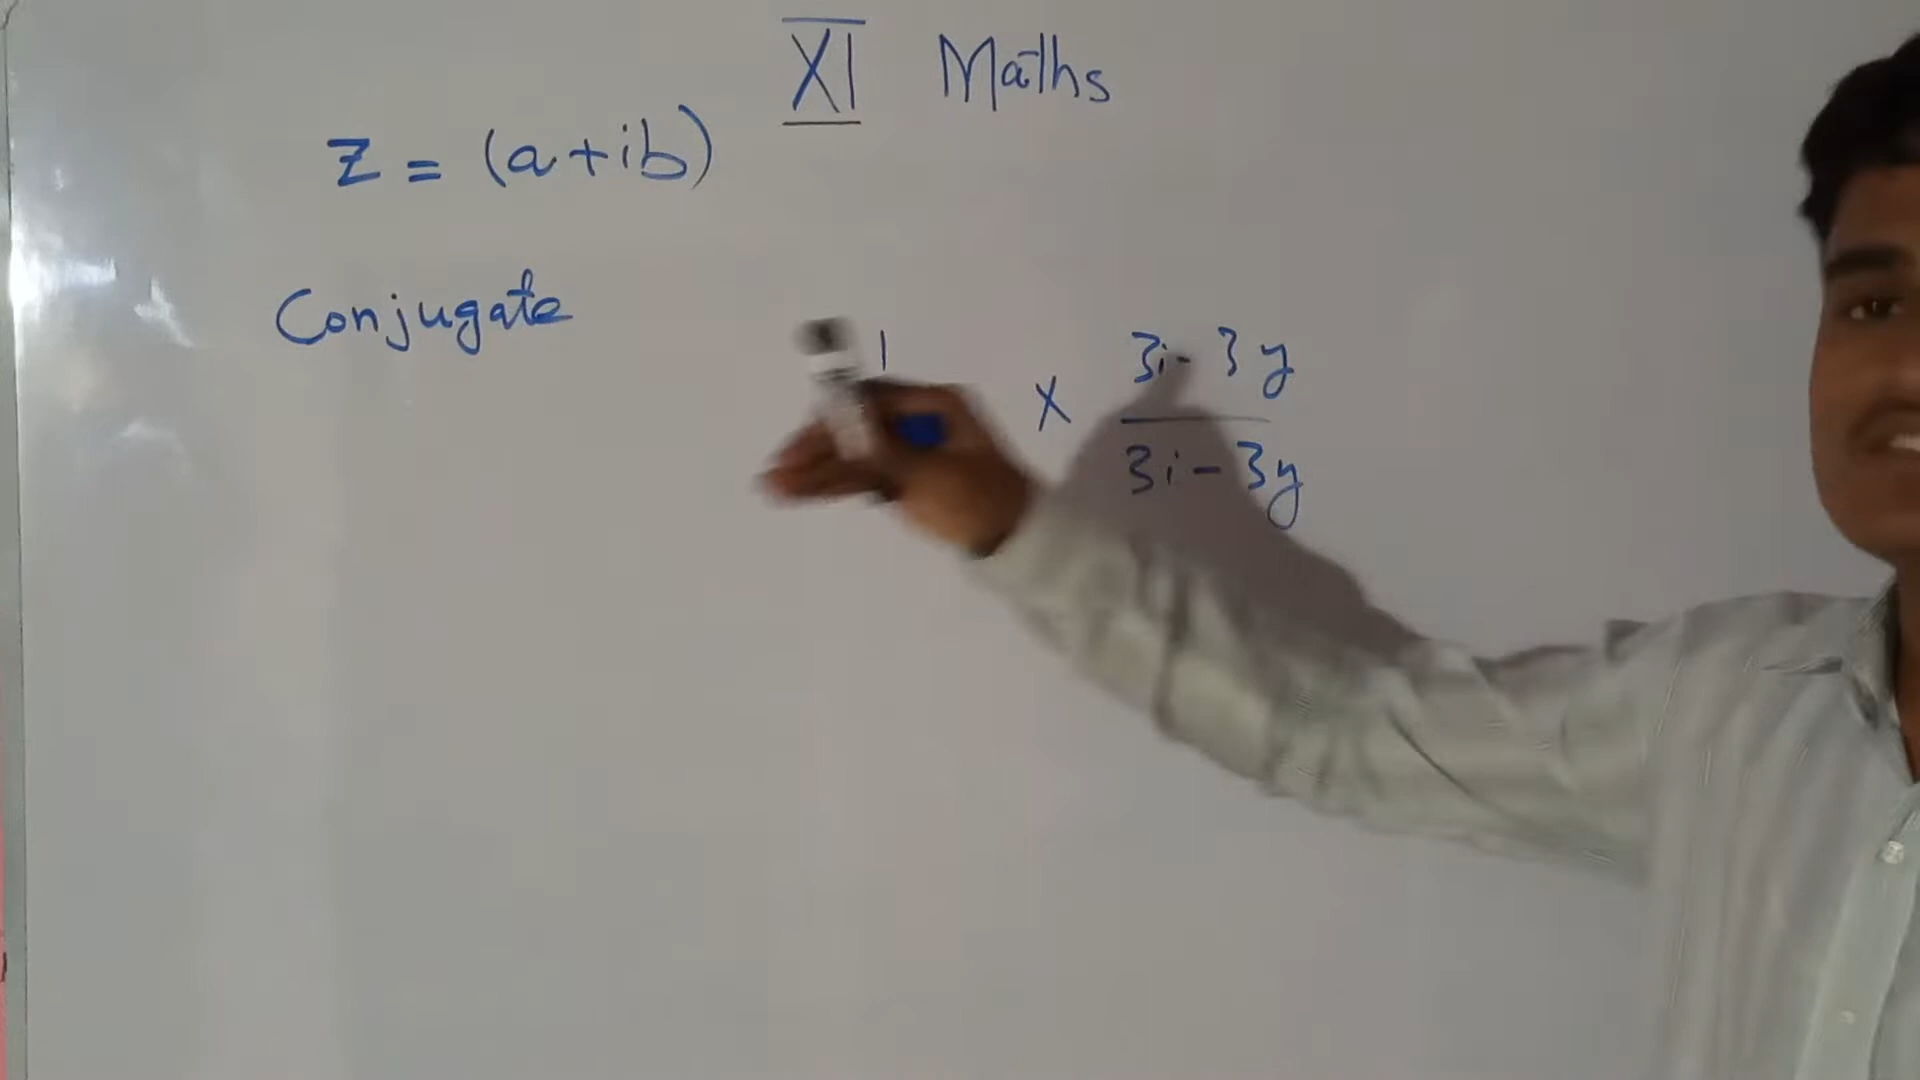 XI Maths
z = (a+ib)
Conjugate
1 × 3i- 3y
3i- 3y